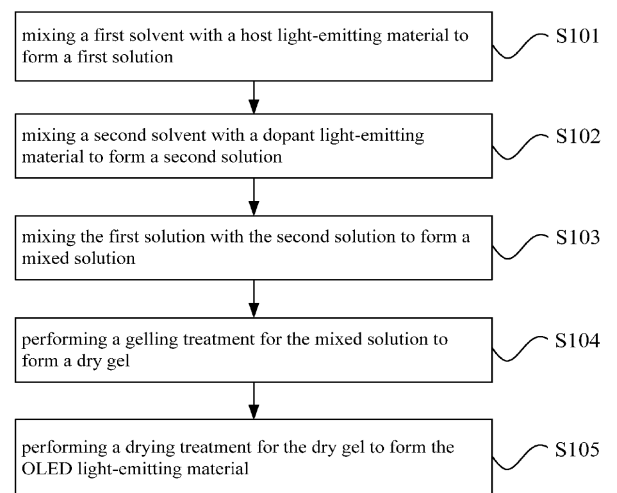 mixing a first solvent with a host light-emitting material to
form a first solution
S101
mixing a second solvent with a dopant light-emitting
material to form a second solution
S102
mixing the first solution with the second solution to form a
mixed solution
S103
performing a gelling treatment for the mixed solution to
form a dry gel
S104
performing a drying treatment for the dry gel to form the
OLED light-emitting material
S105